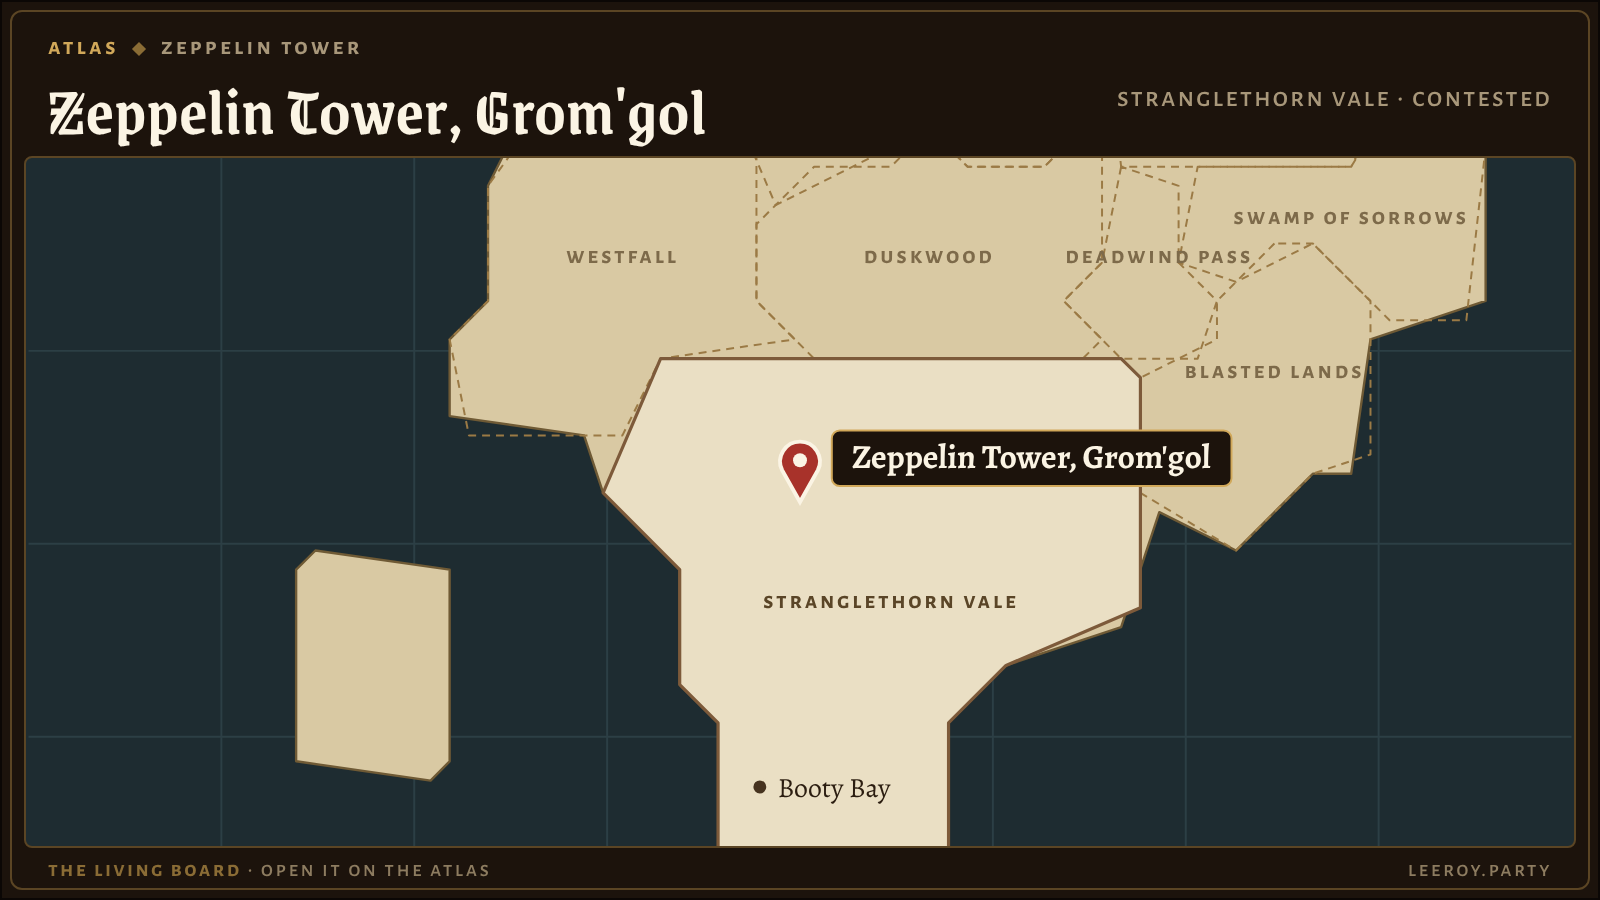 ATLAS ◆ ZEPPELIN TOWER
Zeppelin Tower, Grom'gol
STRANGLETHORN VALE · CONTESTED
SWAMP OF SORROWS
WESTFALL
DUSKWOOD
DEADWIND PASS
BLASTED LANDS
Zeppelin Tower, Grom'gol
STRANGLETHORN VALE
Booty Bay
THE LIVING BOARD · OPEN IT ON THE ATLAS
LEEROY.PARTY